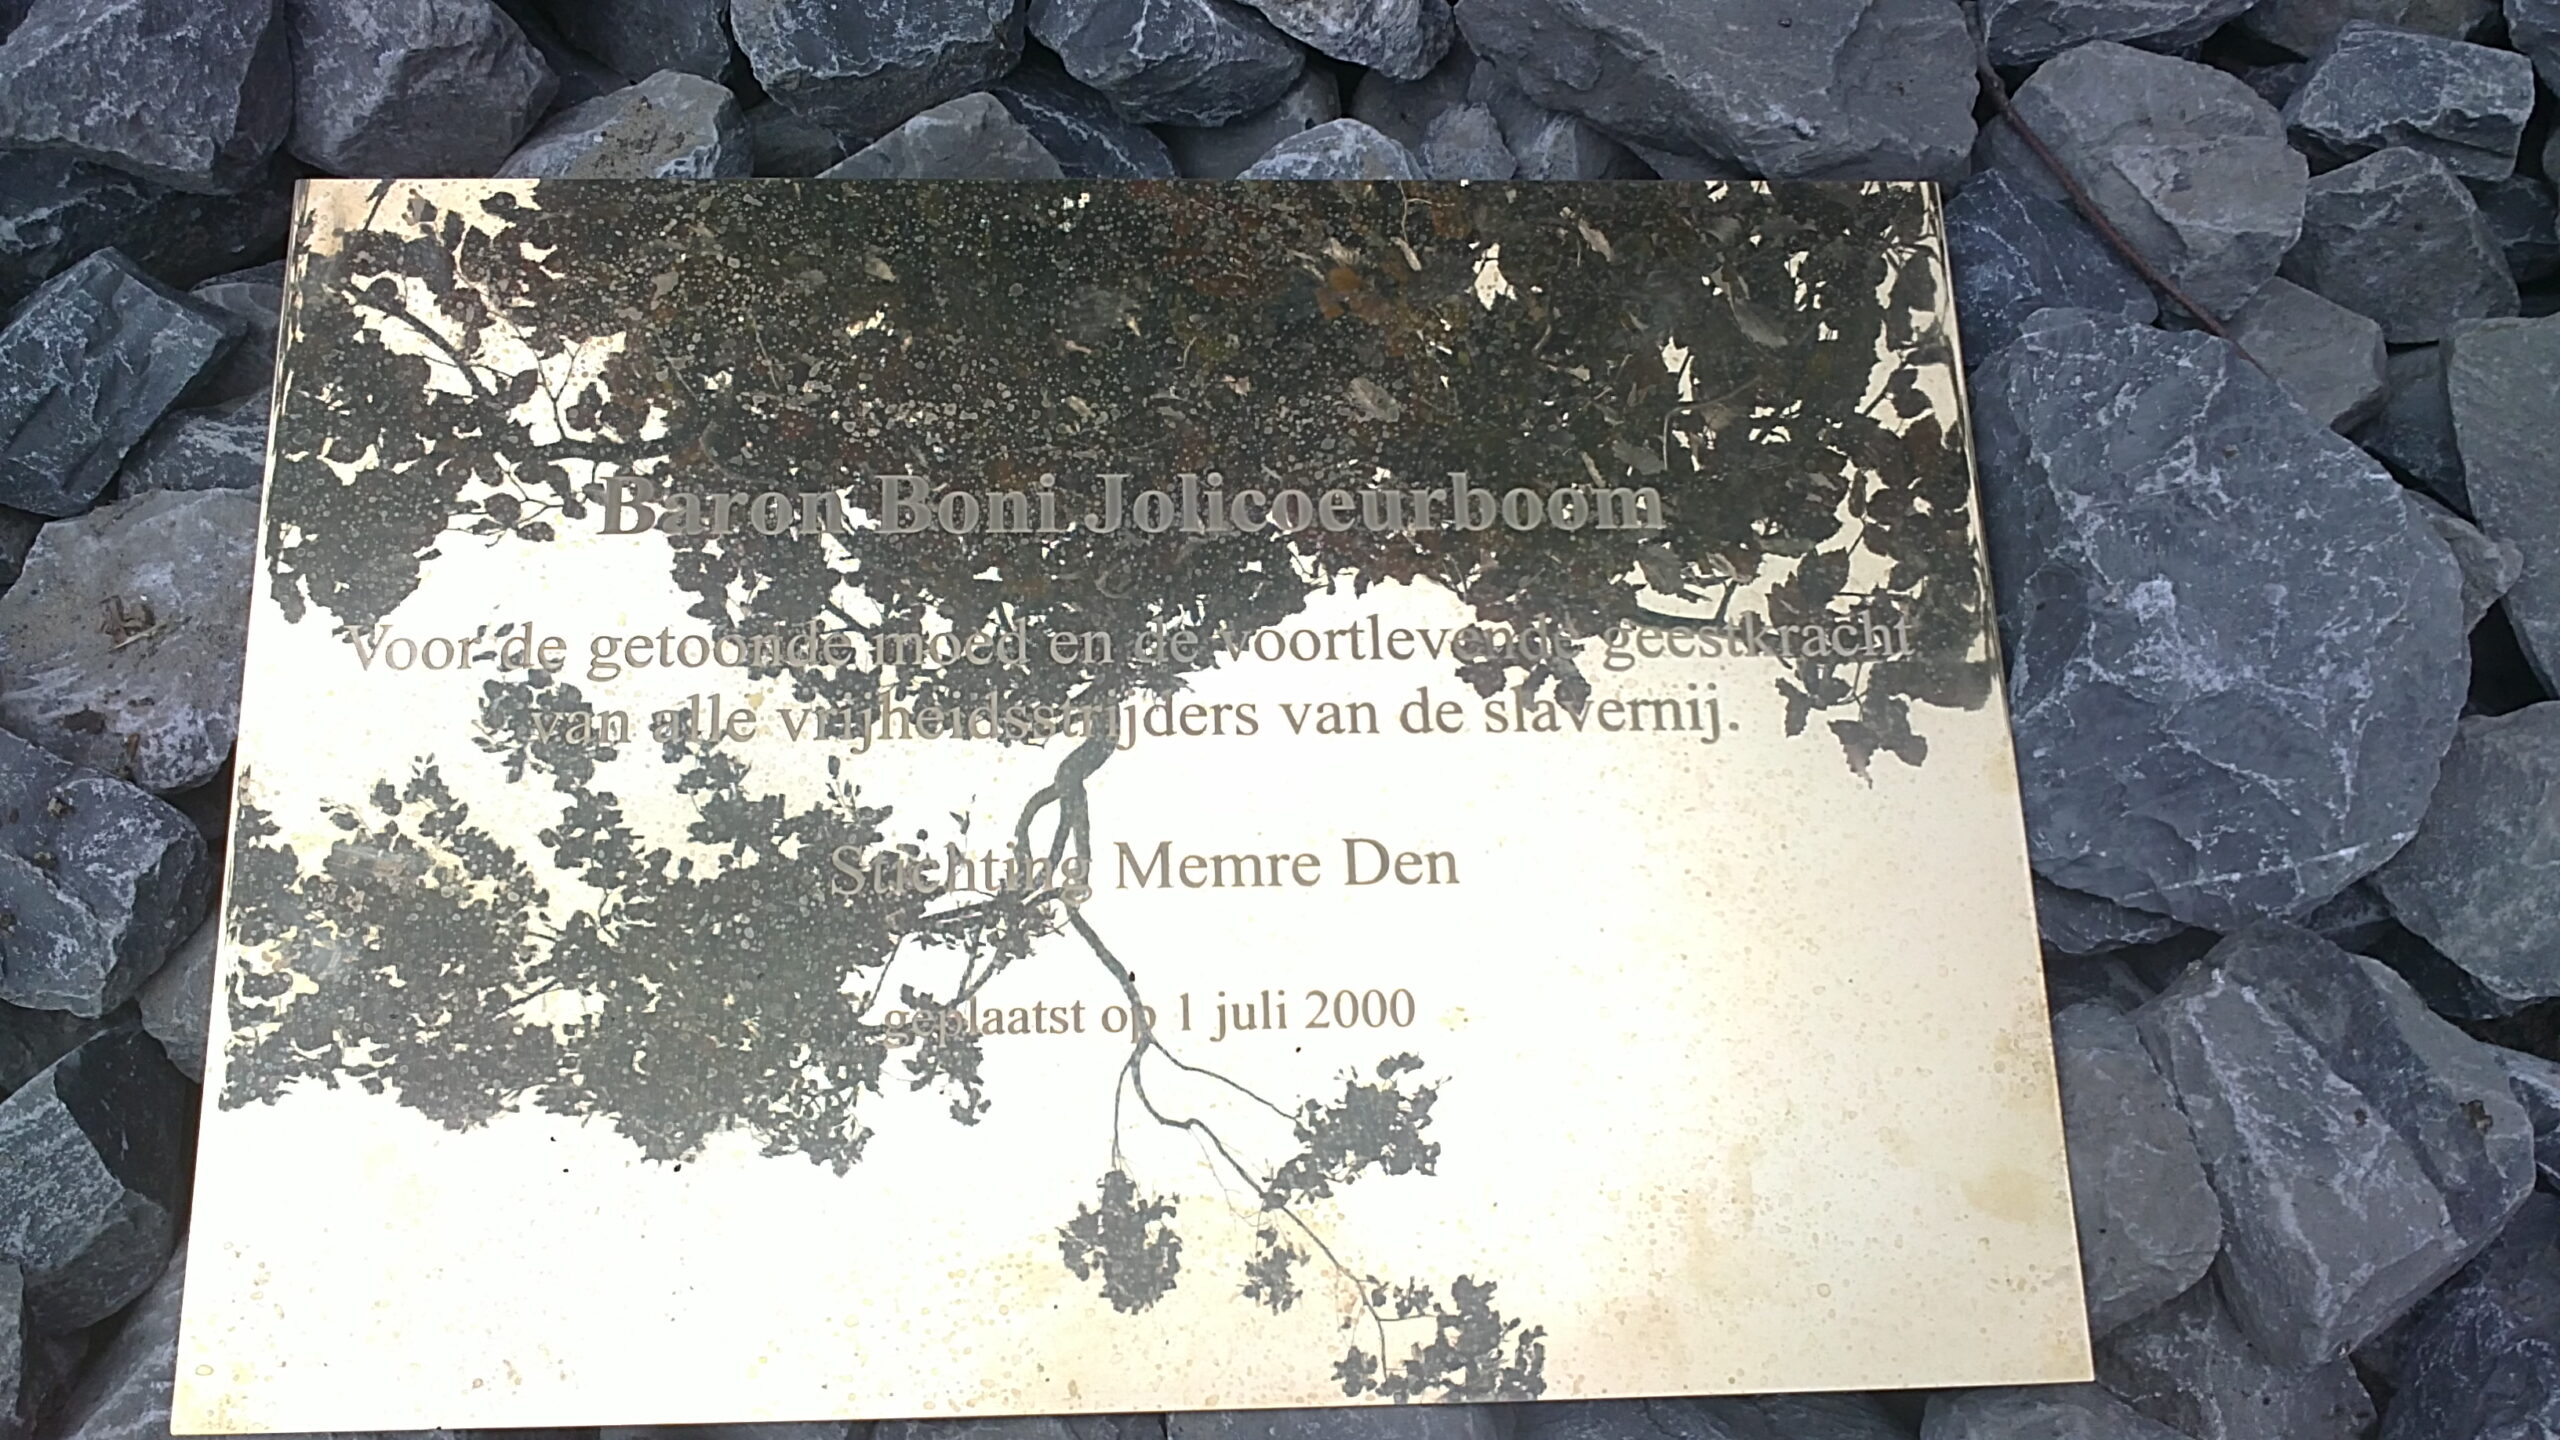 Baron Boni Jolicoeurboom
Voor de getoonde moed en de voortlevende geestkracht
van alle vrijheidsstrijders van de slavernij.
Stichting Memre Den
geplaatst op 1 juli 2000